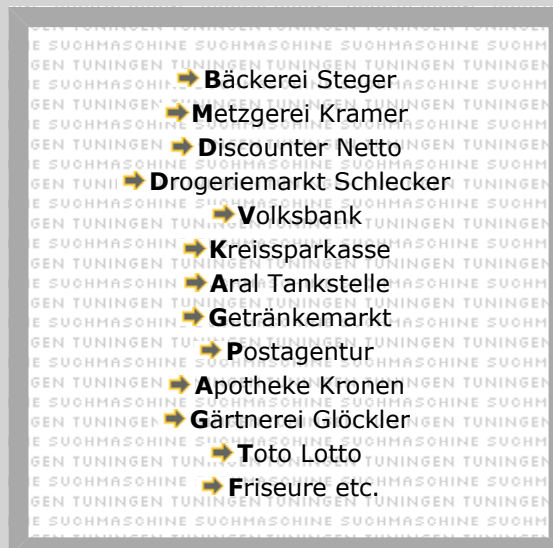 Bäckerei Steger
Metzgerei Kramer
Discounter Netto
Drogeriemarkt Schlecker
Volksbank
Kreissparkasse
Aral Tankstelle
Getränkemarkt
Postagentur
Apotheke Kronen
Gärtnerei Glöckler
Toto Lotto
Friseure etc.